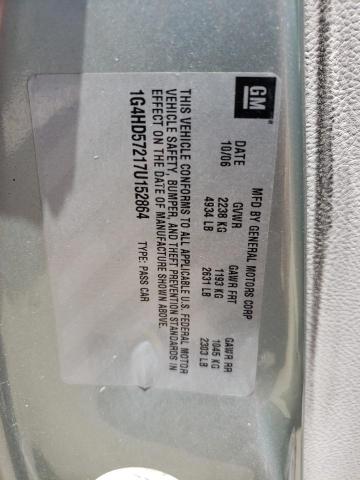 GM
MFD BY GENERAL MOTORS CORP
DATE GVWR GAWR FRT GAWR RR
10/06 2238 KG 1193 KG 1045 KG
4934 LB 2631 LB 2303 LB
THIS VEHICLE CONFORMS TO ALL APPLICABLE U.S. FEDERAL MOTOR
VEHICLE SAFETY, BUMPER, AND THEFT PREVENTION STANDARDS IN
EFFECT ON THE DATE OF MANUFACTURE SHOWN ABOVE.
1G4HD57217U152864 TYPE: PASS CAR